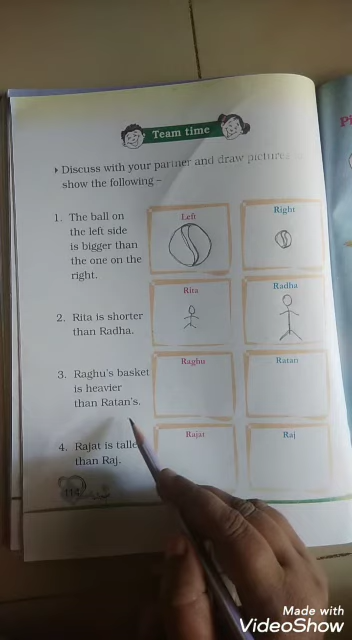 Team time
Discuss with your partner and draw pictures to
show the following –
1. The ball on
the left side
is bigger than
the one on the
right.
Left
Right
2. Rita is shorter
than Radha.
Rita
Radha
3. Raghu's basket
is heavier
than Ratan's.
Raghu
Ratan
4. Rajat is talle
than Raj.
Rajat
Raj
114
Pi
Made with
VideoShow